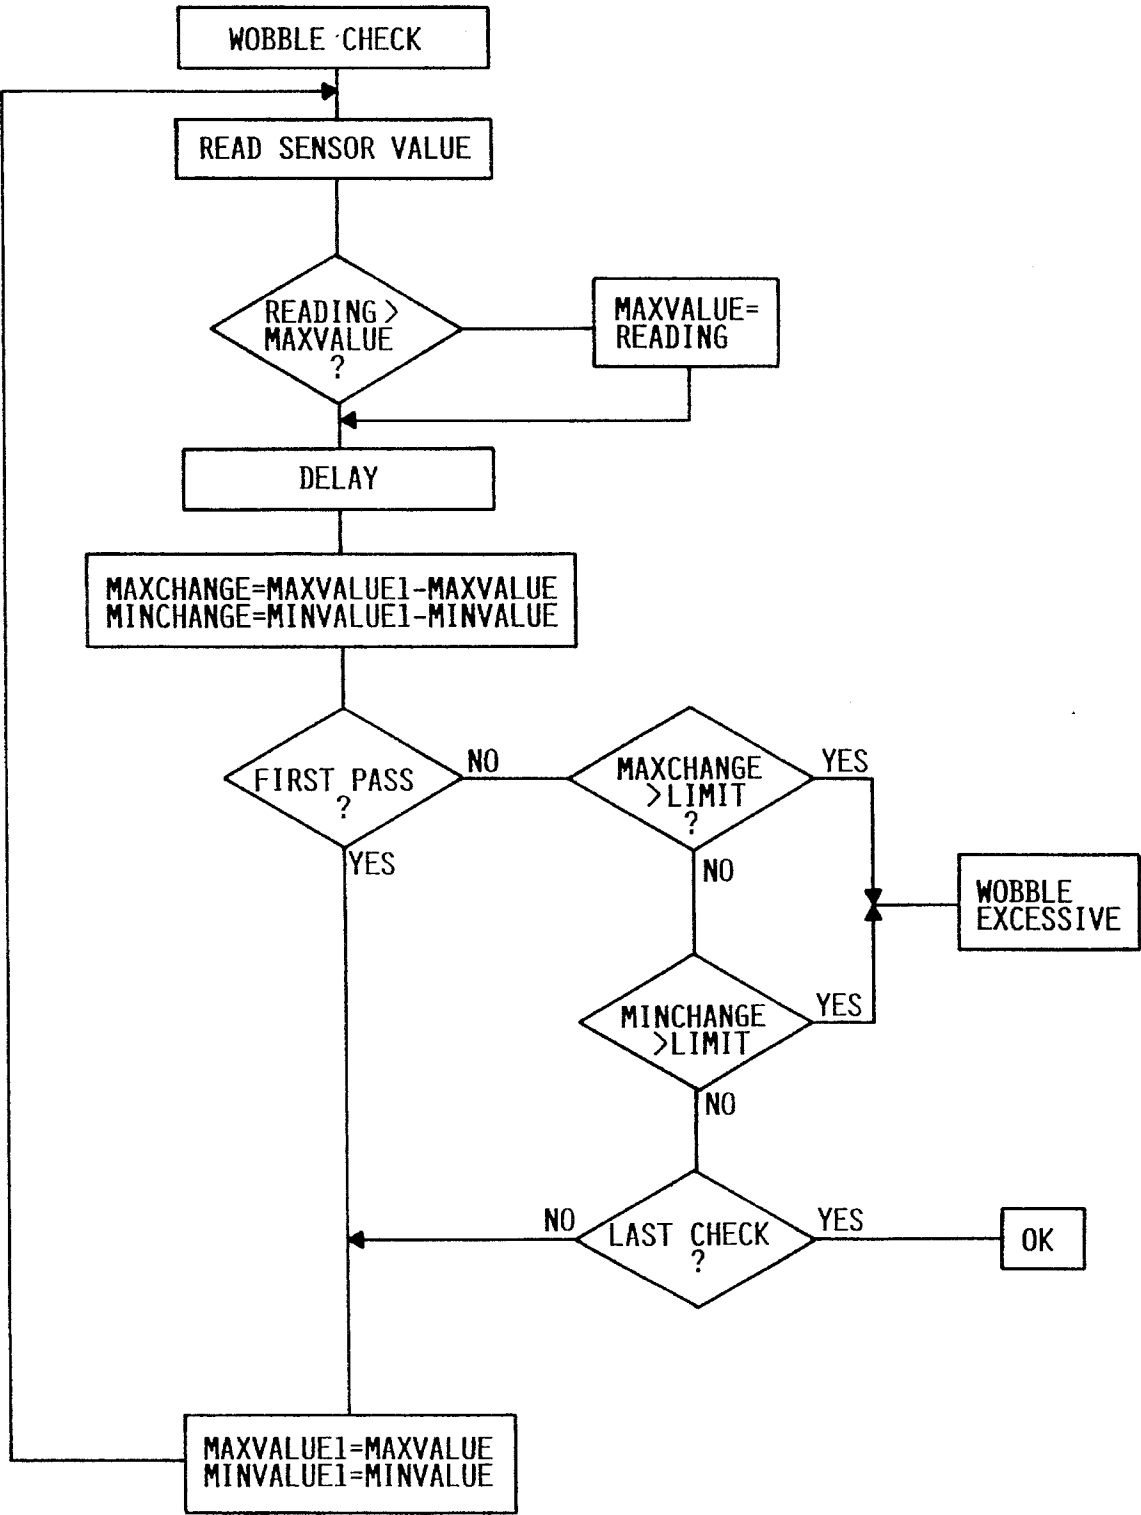 WOBBLE CHECK
READ SENSOR VALUE
READING >
MAXVALUE
?
MAXVALUE=
READING
DELAY
MAXCHANGE=MAXVALUE1-MAXVALUE
MINCHANGE=MINVALUE1-MINVALUE
FIRST PASS
?
NO
YES
MAXCHANGE
>LIMIT
?
YES
NO
WOBBLE
EXCESSIVE
MINCHANGE
>LIMIT
YES
NO
LAST CHECK
?
NO
YES
OK
MAXVALUE1=MAXVALUE
MINVALUE1=MINVALUE